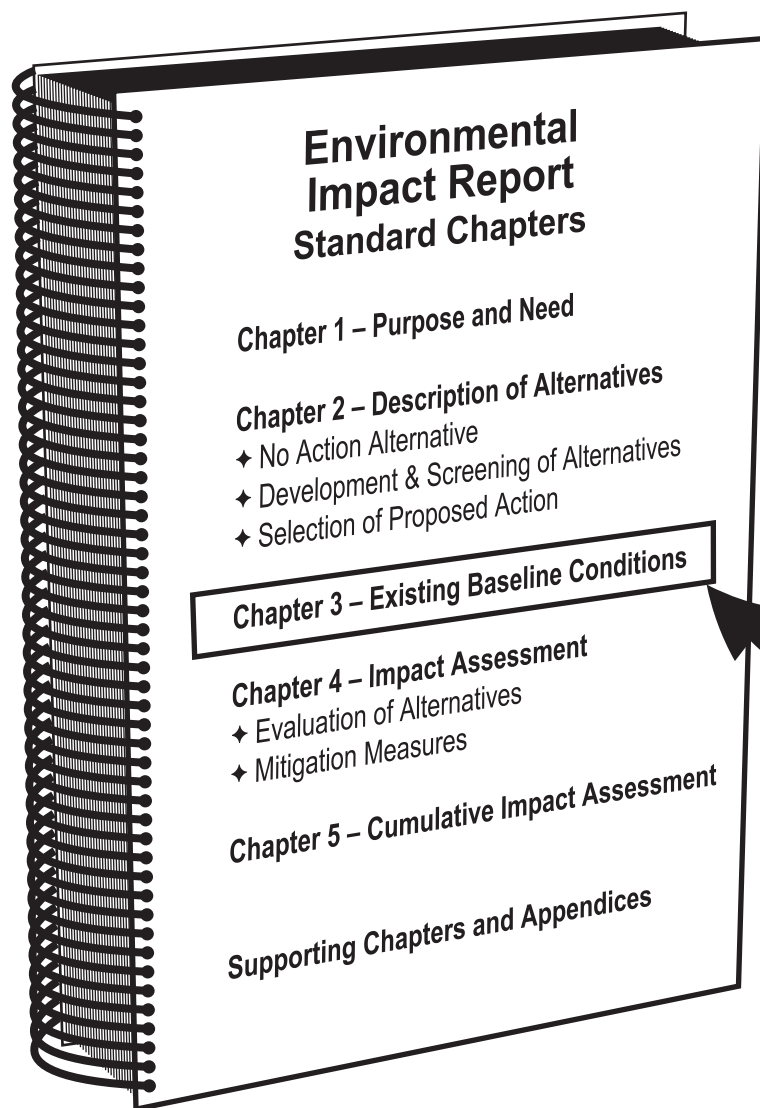 Environmental
Impact Report
Standard Chapters
Chapter 1 – Purpose and Need
Chapter 2 – Description of Alternatives
✦ No Action Alternative
✦ Development & Screening of Alternatives
✦ Selection of Proposed Action
Chapter 3 – Existing Baseline Conditions
Chapter 4 – Impact Assessment
✦ Evaluation of Alternatives
✦ Mitigation Measures
Chapter 5 – Cumulative Impact Assessment
Supporting Chapters and Appendices